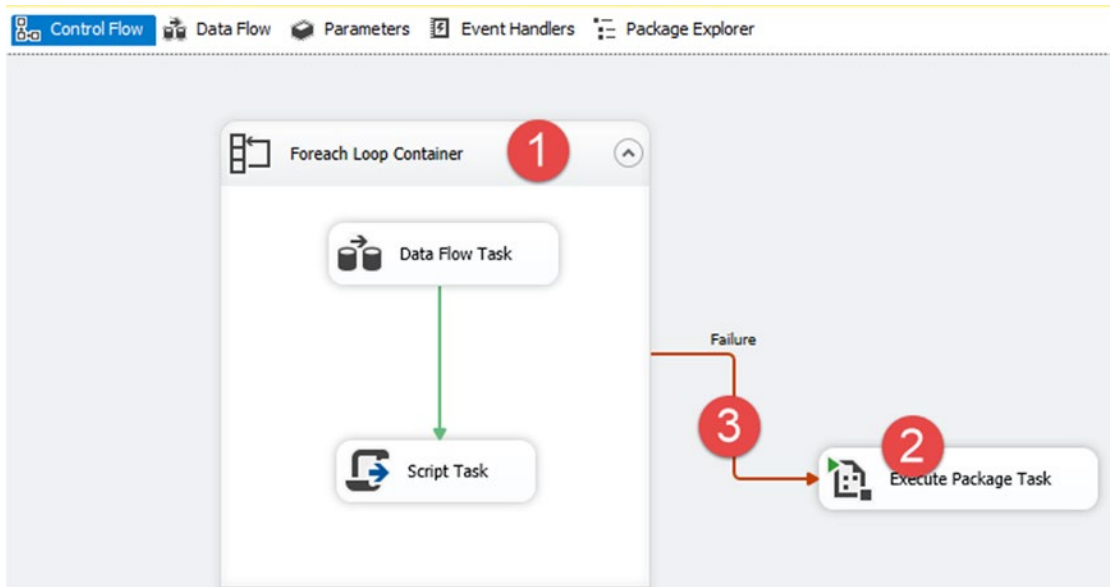 Control Flow Data Flow Parameters Event Handlers Package Explorer
Foreach Loop Container 1
Data Flow Task
Failure
3
2
Script Task
Execute Package Task